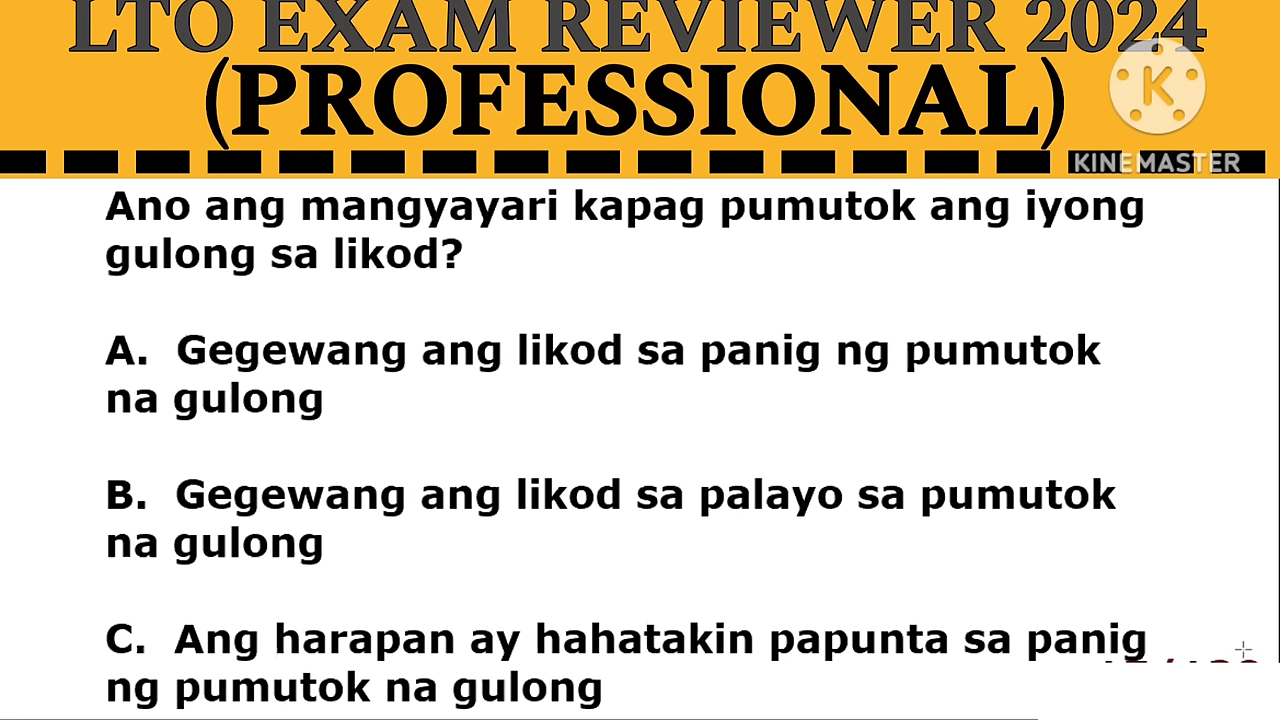 LTO EXAM REVIEWER 2024
(PROFESSIONAL)
K
KINEMASTER
Ano ang mangyayari kapag pumutok ang iyong
gulong sa likod?
A. Gegewang ang likod sa panig ng pumutok
na gulong
B. Gegewang ang likod sa palayo sa pumutok
na gulong
C. Ang harapan ay hahatakin papunta sa panig
ng pumutok na gulong